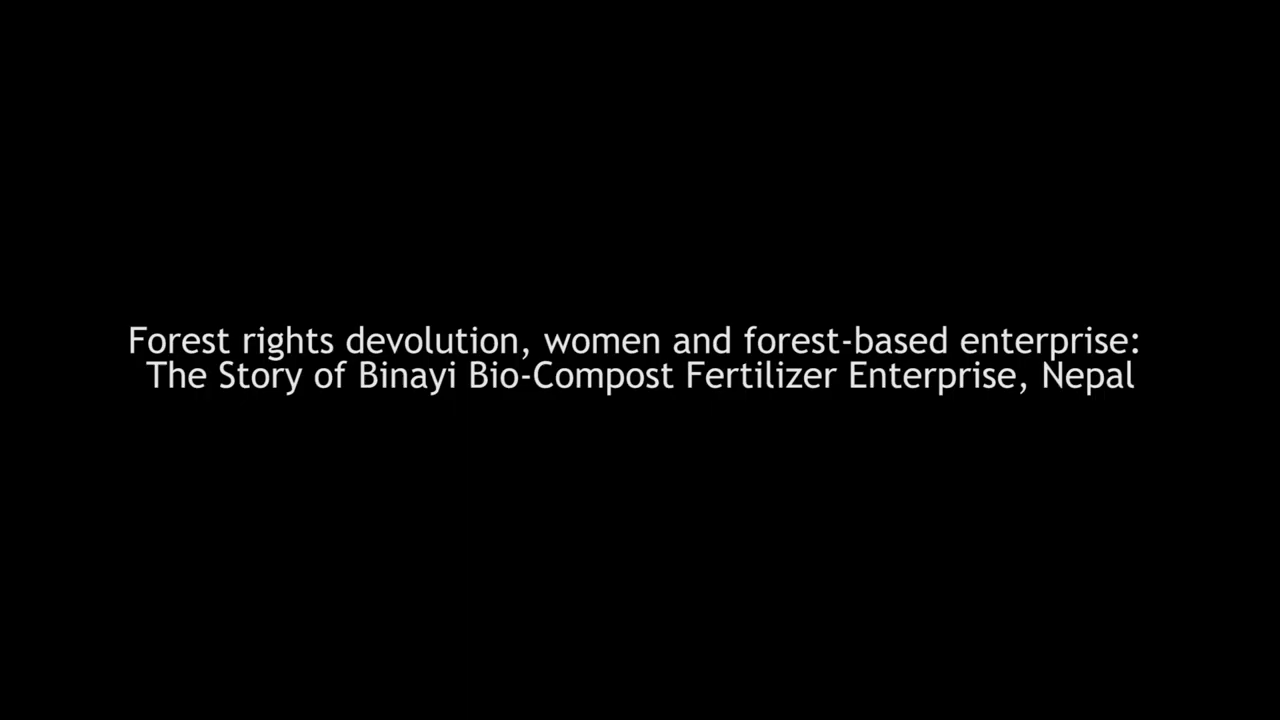 Forest rights devolution, women and forest-based enterprise:
The Story of Binayi Bio-Compost Fertilizer Enterprise, Nepal